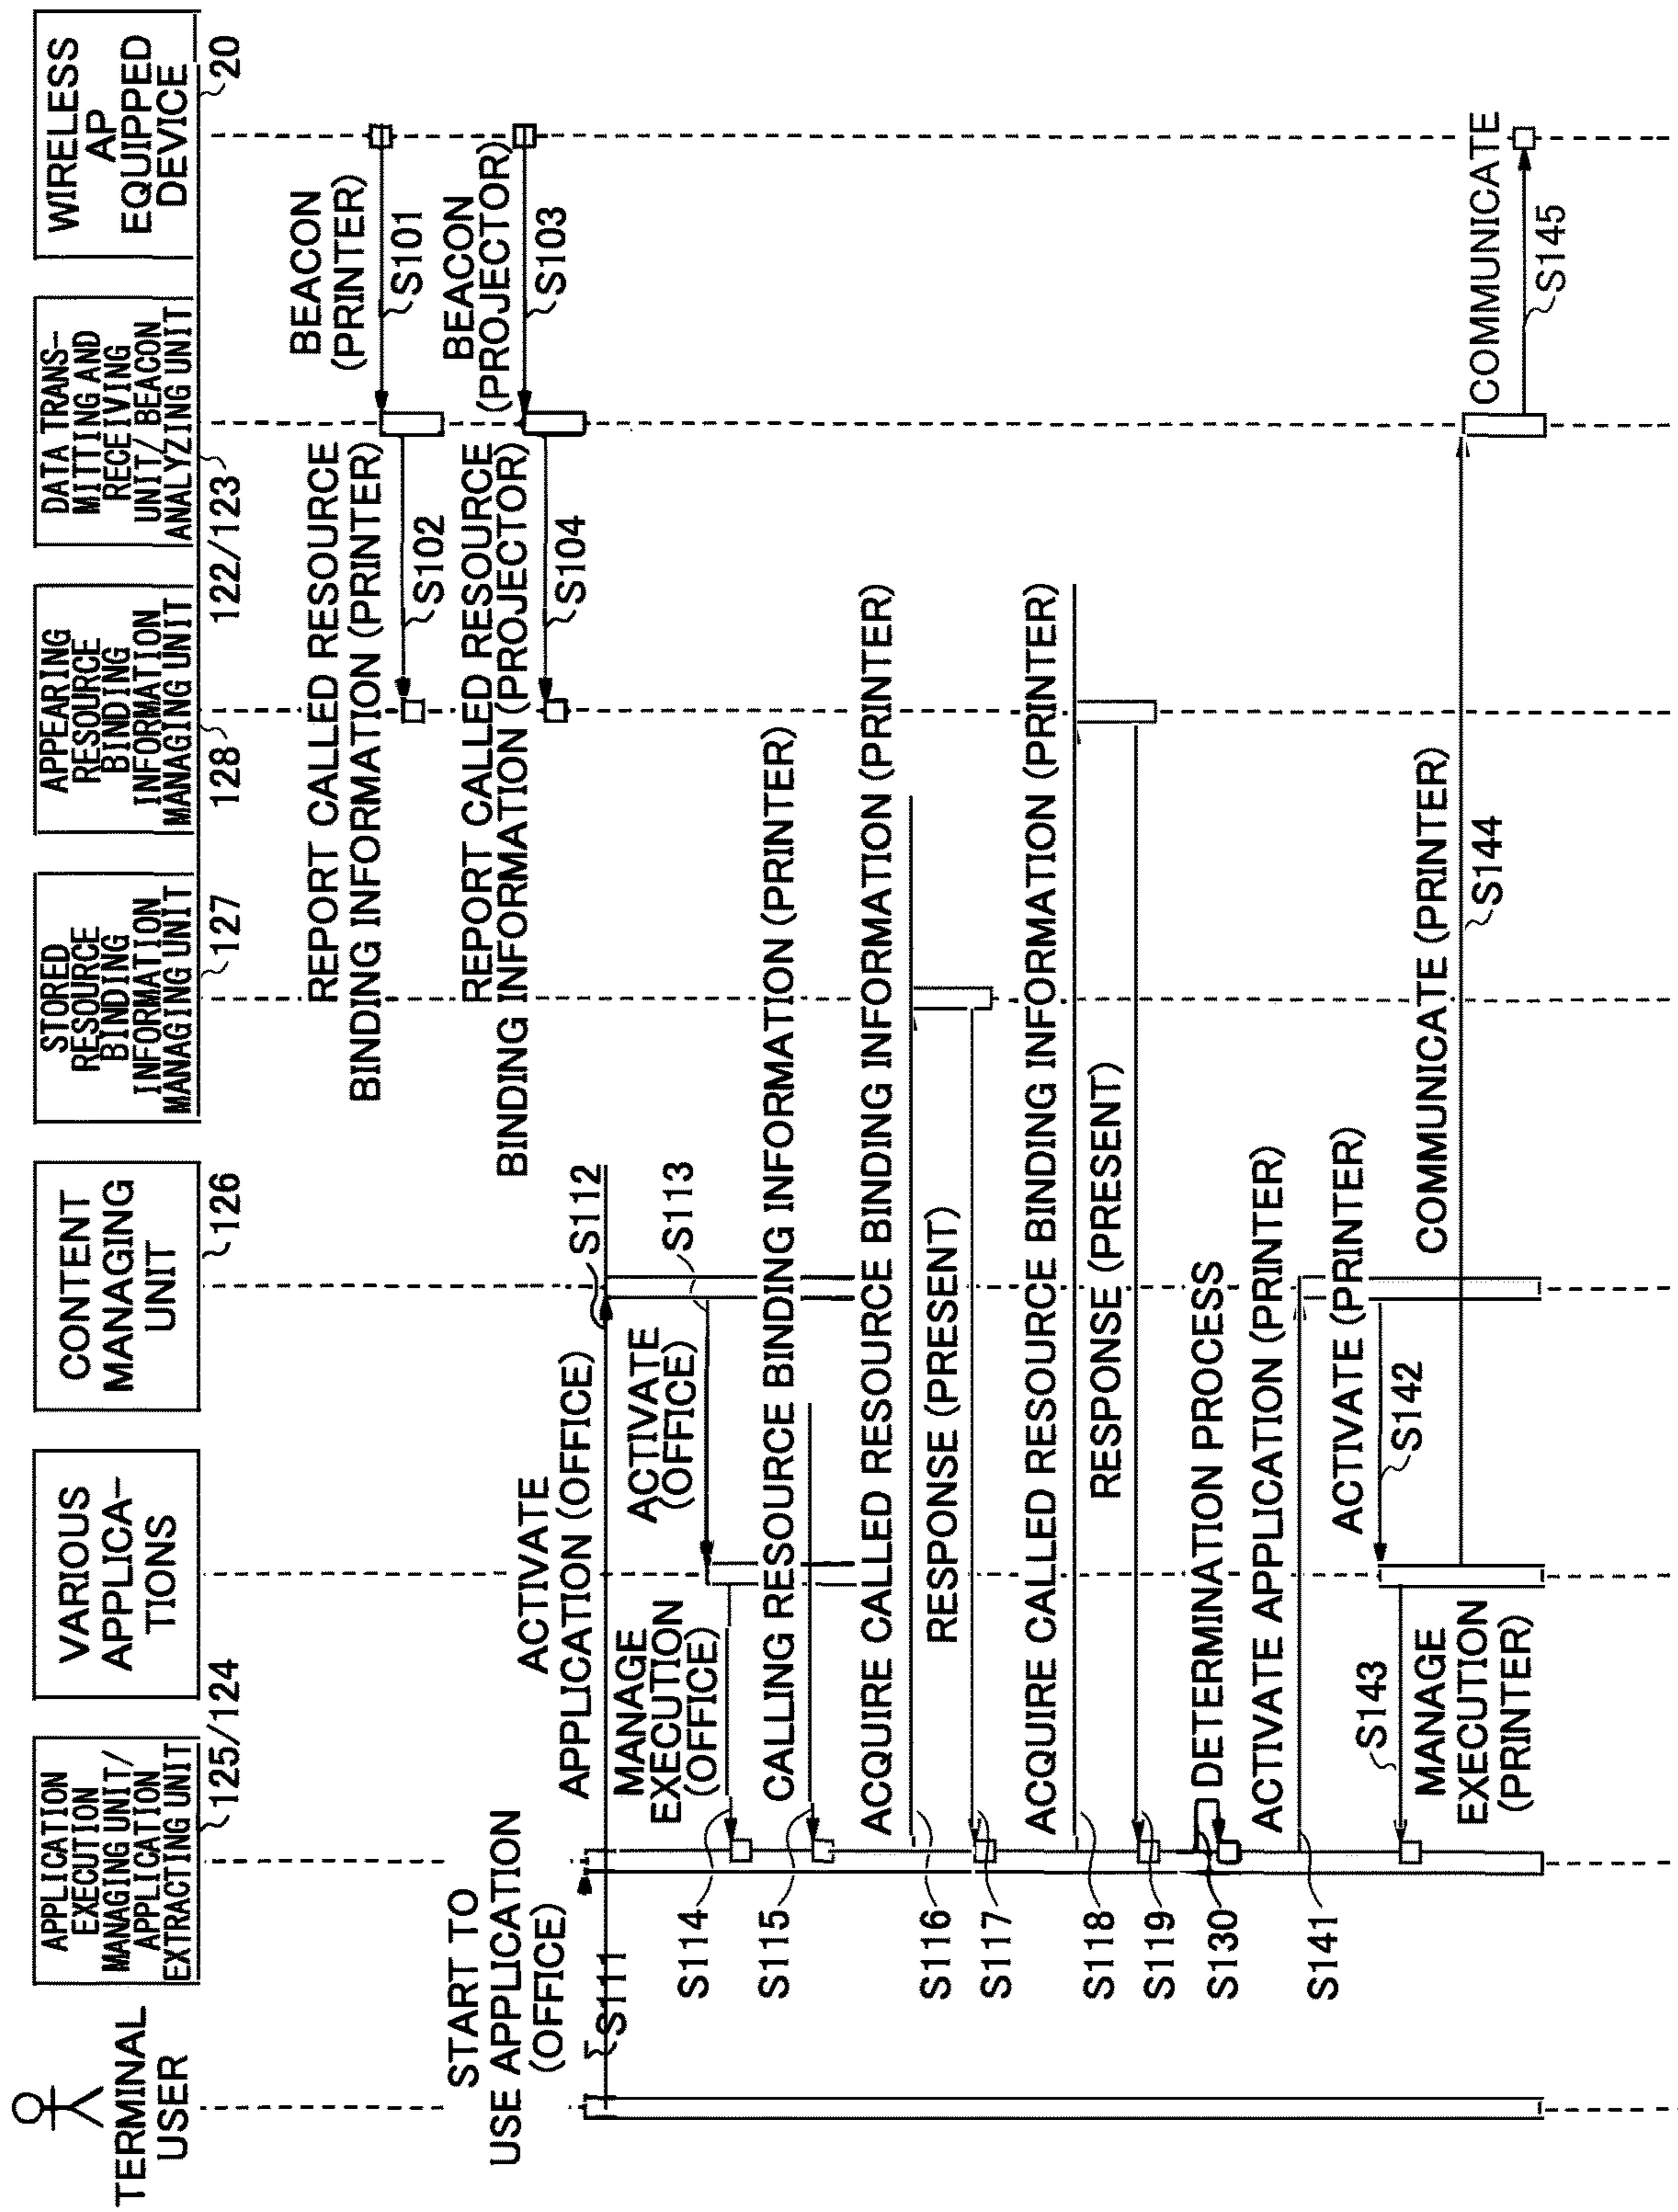 TERMINAL
USER
APPLICATION
EXECUTION
MANAGING UNIT/
APPLICATION
EXTRACTING UNIT
125/124
VARIOUS
APPLICA-
TIONS
CONTENT
MANAGING
UNIT
126
STORED
RESOURCE
BINDING
INFORMATION
MANAGING UNIT
127
APPEARING
RESOURCE
BINDING
INFORMATION
MANAGING UNIT
128
DATA TRANS-
MITTING AND
RECEIVING
UNIT/ BEACON
ANALYZING UNIT
122/123
WIRELESS
AP
EQUIPPED
DEVICE
20
BEACON
(PRINTER)
S101
REPORT CALLED RESOURCE
BINDING INFORMATION (PRINTER)
S102
BEACON
(PROJECTOR)
S103
REPORT CALLED RESOURCE
BINDING INFORMATION (PROJECTOR)
S104
START TO
USE APPLICATION
(OFFICE)
S111
ACTIVATE
APPLICATION (OFFICE)
S112
ACTIVATE
(OFFICE)
S113
MANAGE
EXECUTION
(OFFICE)
S114
CALLING RESOURCE BINDING INFORMATION (PRINTER)
S115
ACQUIRE CALLED RESOURCE BINDING INFORMATION (PRINTER)
S116
RESPONSE (PRESENT)
S117
ACQUIRE CALLED RESOURCE BINDING INFORMATION (PRINTER)
S118
RESPONSE (PRESENT)
S119
DETERMINATION PROCESS
S130
ACTIVATE APPLICATION (PRINTER)
S141
ACTIVATE (PRINTER)
S142
S143
MANAGE
EXECUTION
(PRINTER)
COMMUNICATE (PRINTER)
S144
COMMUNICATE
S145